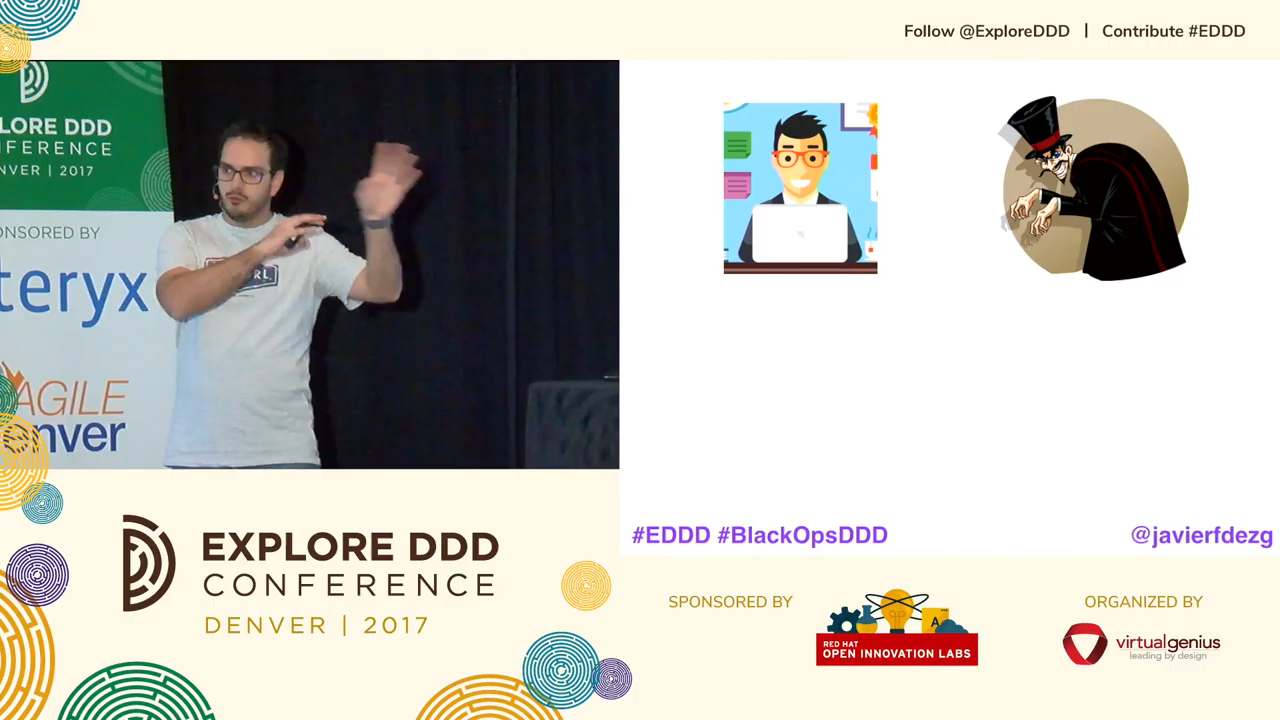 Follow @ExploreDDD | Contribute #EDDD
LORE DDD
NFERENCE
NVER | 2017
ONSORED BY
teryx
AGILE
enver
#EDDD #BlackOpsDDD
@javierfdezg
EXPLORE DDD
CONFERENCE
DENVER | 2017
SPONSORED BY
RED HAT
OPEN INNOVATION LABS
A
ORGANIZED BY
virtualgenius
leading by design